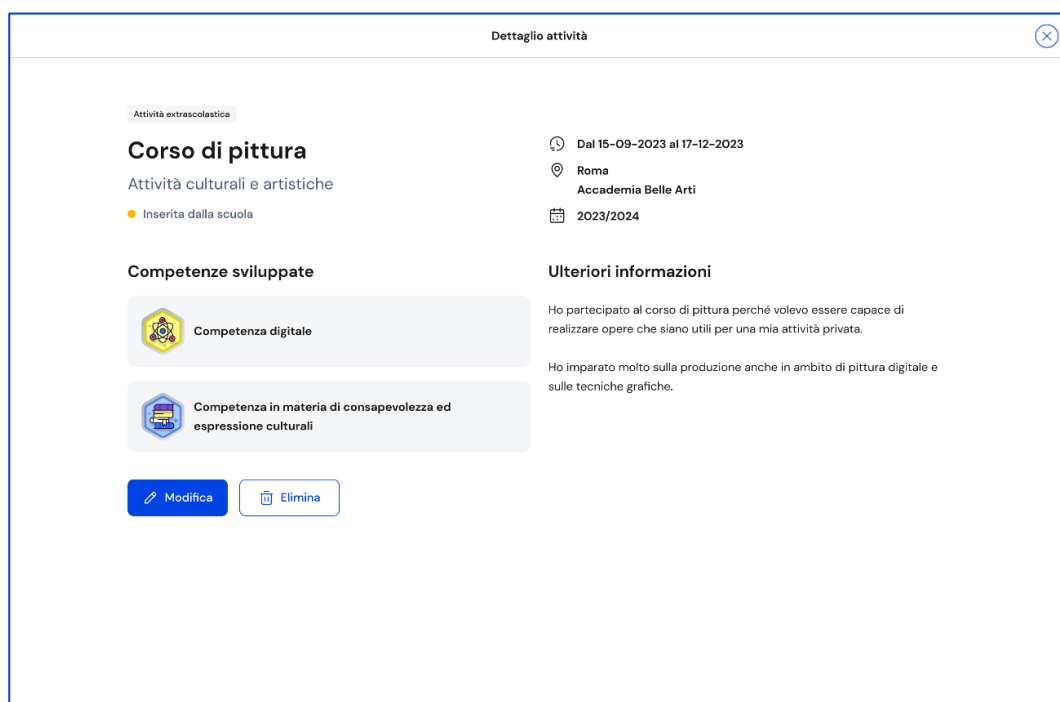 Dettaglio attività
Attività extrascolastica
Corso di pittura
Attività culturali e artistiche
Inserita dalla scuola
Dal 15-09-2023 al 17-12-2023
Roma
Accademia Belle Arti
2023/2024
Competenze sviluppate
Competenza digitale
Competenza in materia di consapevolezza ed
espressione culturali
Ulteriori informazioni
Ho partecipato al corso di pittura perché volevo essere capace di
realizzare opere che siano utili per una mia attività privata.
Ho imparato molto sulla produzione anche in ambito di pittura digitale e
sulle tecniche grafiche.
Modifica
Elimina